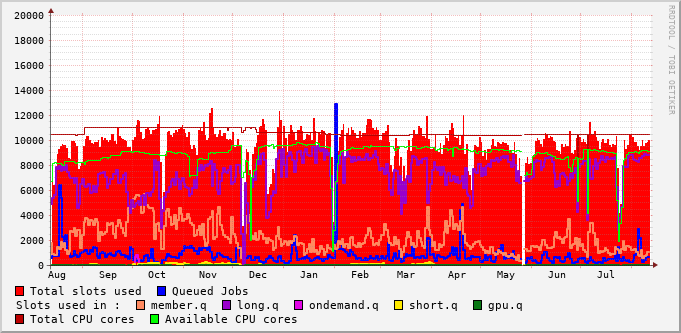 RRDTOOL / TOBI OETIKER
20000
18000
16000
14000
12000
10000
8000
6000
4000
2000
0
Aug Sep Oct Nov Dec Jan Feb Mar Apr May Jun Jul
Total slots used Queued Jobs
Slots used in : member.q long.q ondemand.q short.q gpu.q
Total CPU cores Available CPU cores